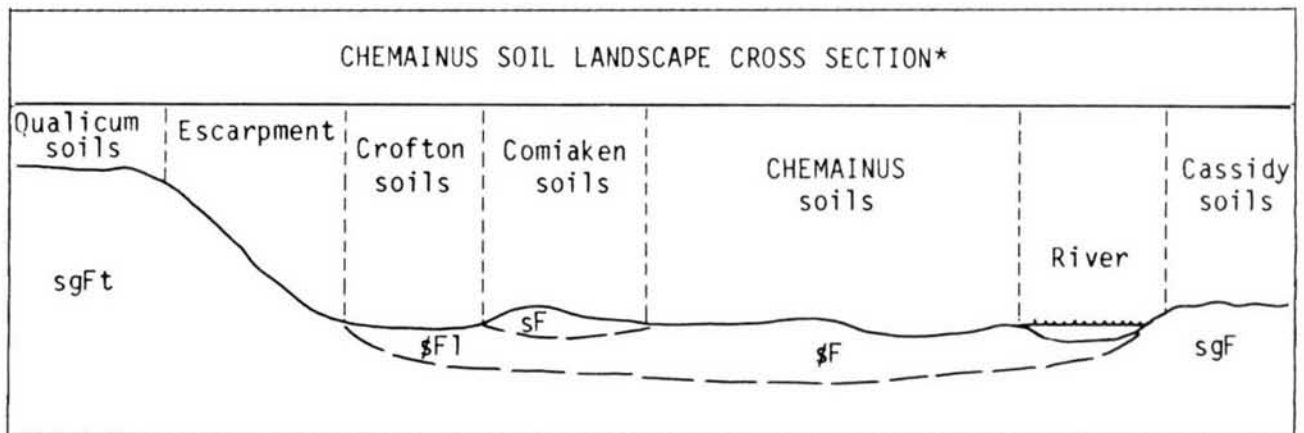 CHEMAINUS SOIL LANDSCAPE CROSS SECTION*
Qualicum
soils
Escarpment
Crofton
soils
Comiaken
soils
CHEMAINUS
soils
River
Cassidy
soils
sgFt
$Fl
sF
$F
sgF